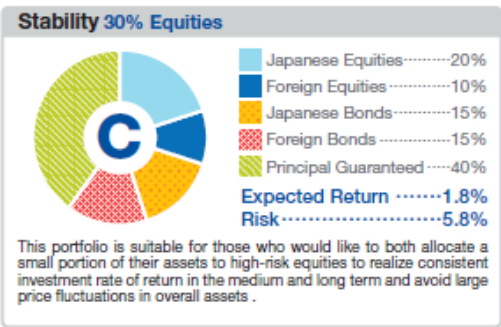 Stability 30% Equities
C
Japanese Equities 20%
Foreign Equities 10%
Japanese Bonds 15%
Foreign Bonds 15%
Principal Guaranteed 40%
Expected Return 1.8%
Risk 5.8%
This portfolio is suitable for those who would like to both allocate a
small portion of their assets to high-risk equities to realize consistent
investment rate of return in the medium and long term and avoid large
price fluctuations in overall assets .